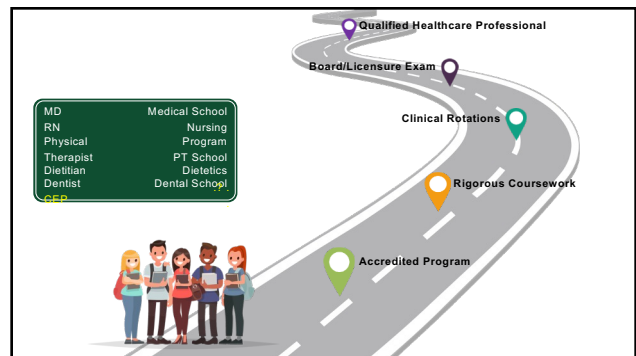 Qualified Healthcare Professional
Board/Licensure Exam
Clinical Rotations
Rigorous Coursework
Accredited Program
MD Medical School
RN Nursing
Physical Program
Therapist PT School
Dietitian Dietetics
Dentist Dental School
CEP ?